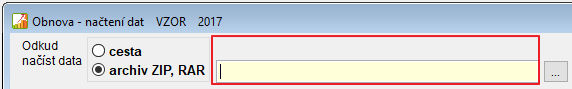 Obnova - načtení dat VZOR 2017
Odkud
načíst data
cesta
archiv ZIP, RAR
...